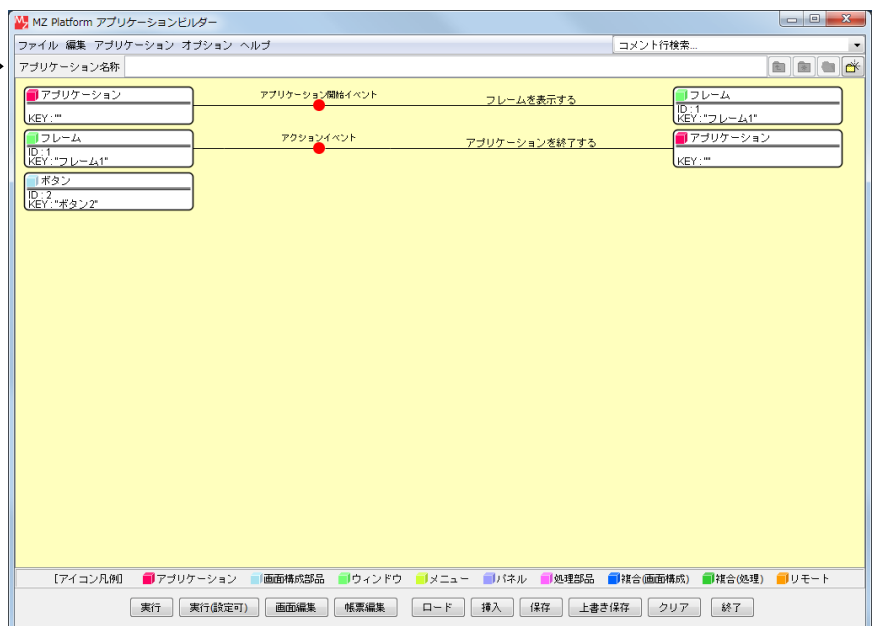 MZ Platform アプリケーションビルダー
ファイル 編集 アプリケーション オプション ヘルプ コメント行検索...
アプリケーション名称
アプリケーション アプリケーション開始イベント フレームを表示する フレーム
KEY:"" ID:1
KEY:"フレーム1"
フレーム アクションイベント アプリケーションを終了する アプリケーション
ID:1
KEY:"フレーム1" KEY:""
ボタン
ID:2
KEY:"ボタン2"
[アイコン凡例] アプリケーション 画面構成部品 ウィンドウ メニュー パネル 処理部品 複合(画面構成) 複合(処理) リモート
実行 実行(設定可) 画面編集 帳票編集 ロード 挿入 保存 上書き保存 クリア 終了